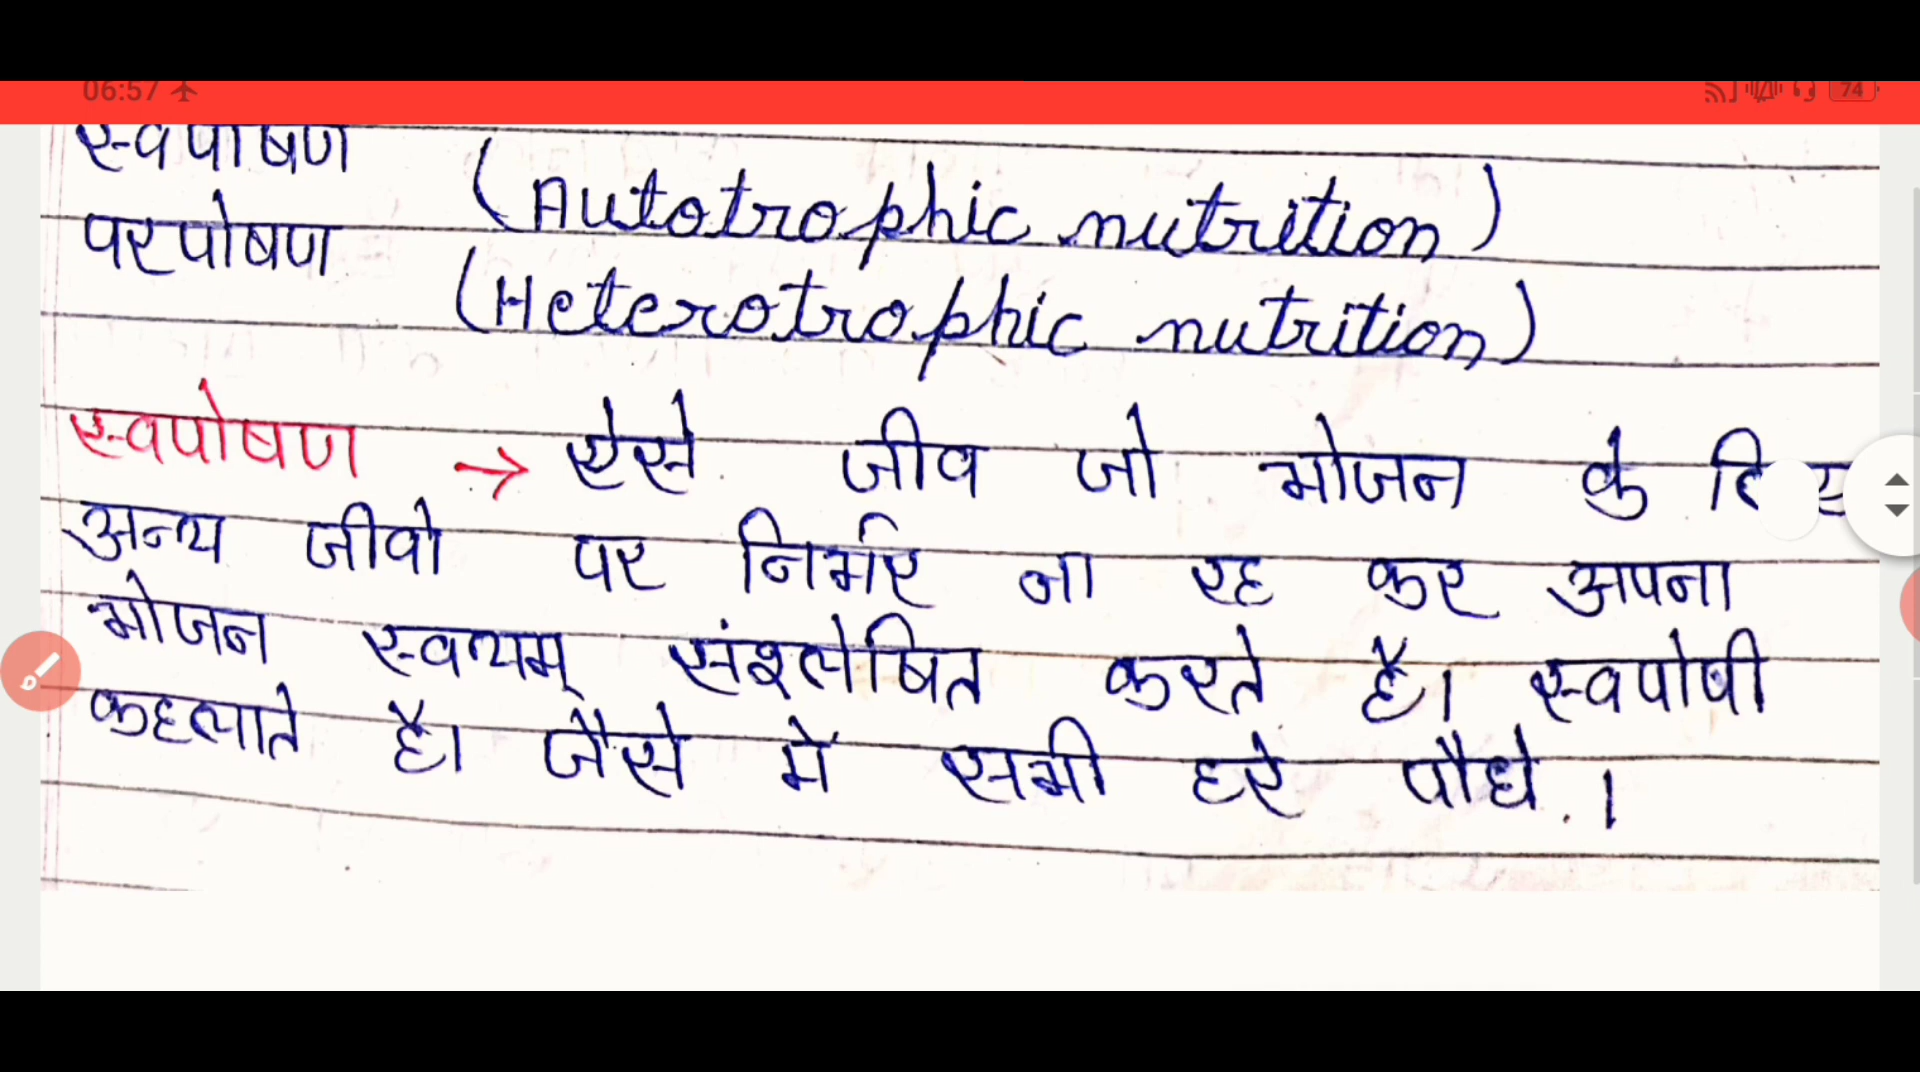 06:57
74
स्वपोषण (Autotrophic nutrition)
परपोषण (Heterotrophic nutrition)
स्वपोषण → ऐसे जीव जो भोजन के
अन्य जीवो पर निर्भर ना रह कर अपना
भोजन स्वयम् संश्लेषित करते है। स्वपोषी
कहलाते है। जैसे मे सभी हरे पौधे.।